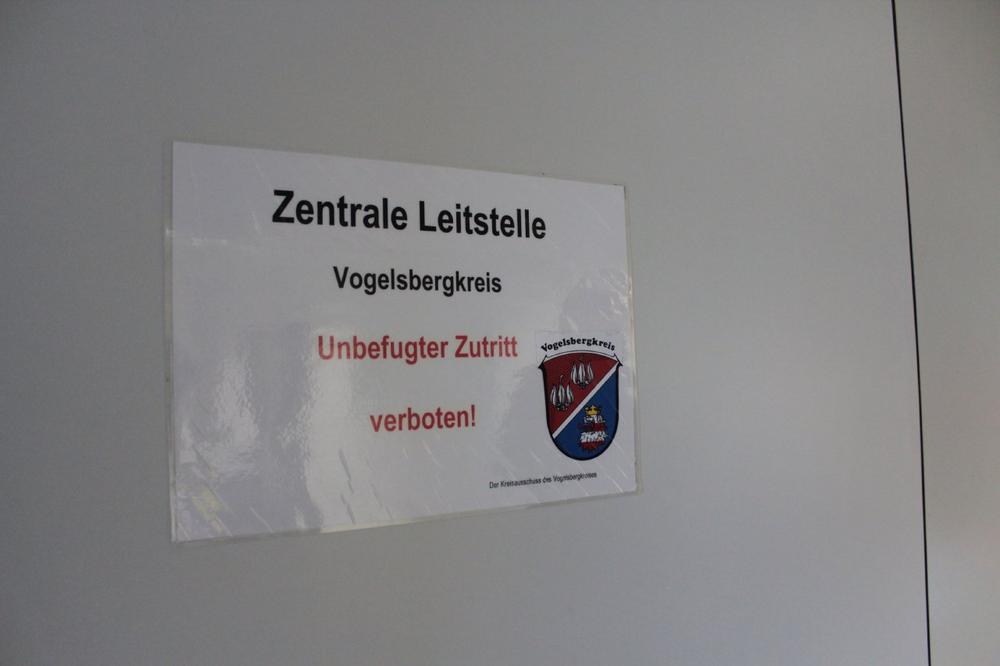 Zentrale Leitstelle
Vogelsbergkreis
Unbefugter Zutritt
verboten!
Vogelsbergkreis
Der Kreisausschuss des Vogelsbergkreises